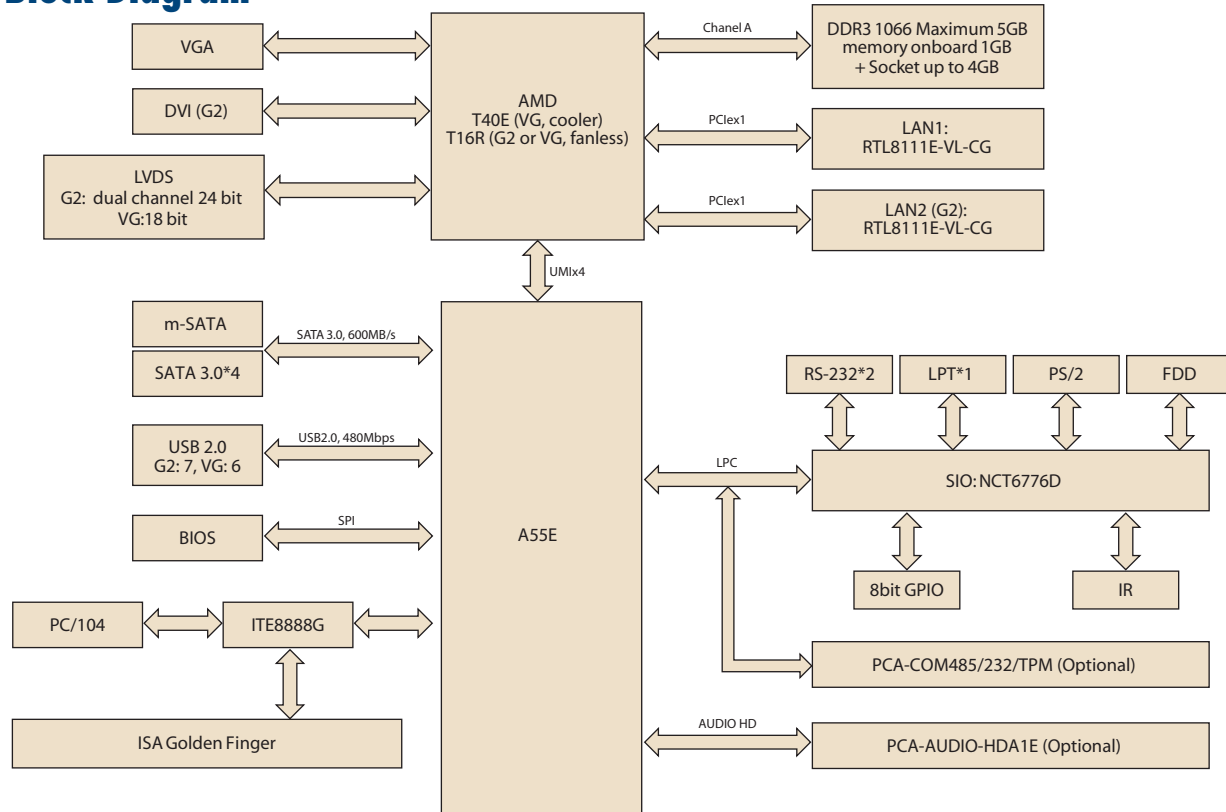 Block Diagram
VGA
DVI (G2)
LVDS
G2: dual channel 24 bit
VG:18 bit
AMD
T40E (VG, cooler)
T16R (G2 or VG, fanless)
Chanel A
DDR3 1066 Maximum 5GB
memory onboard 1GB
+ Socket up to 4GB
PCIex1
LAN1:
RTL8111E-VL-CG
PCIex1
LAN2 (G2):
RTL8111E-VL-CG
UMIx4
m-SATA
SATA 3.0*4
SATA 3.0, 600MB/s
USB 2.0
G2: 7, VG: 6
USB2.0, 480Mbps
BIOS
SPI
PC/104
ITE8888G
ISA Golden Finger
A55E
RS-232*2
LPT*1
PS/2
FDD
LPC
SIO: NCT6776D
8bit GPIO
IR
PCA-COM485/232/TPM (Optional)
AUDIO HD
PCA-AUDIO-HDA1E (Optional)